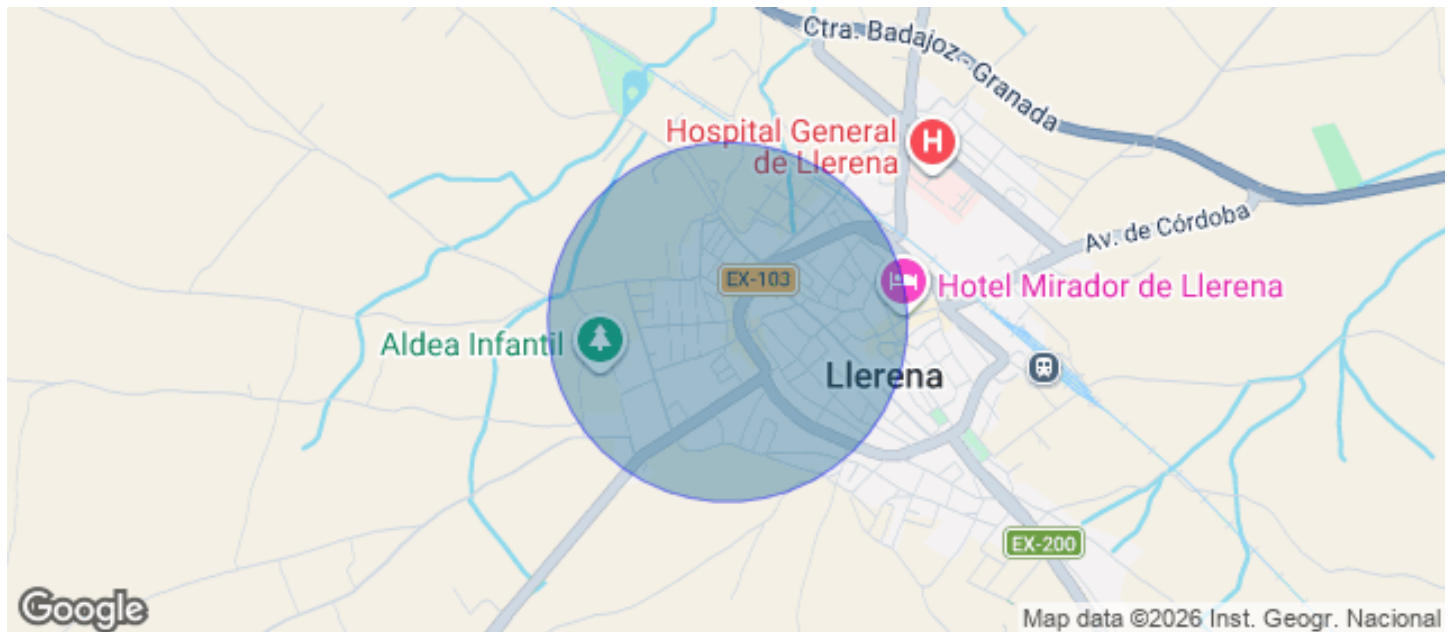 Ctra. Badajoz - Granada
Hospital General
de Llerena
H
Av. de Córdoba
EX-103
Hotel Mirador de Llerena
Aldea Infantil
Llerena
EX-200
Google
Map data ©2026 Inst. Geogr. Nacional